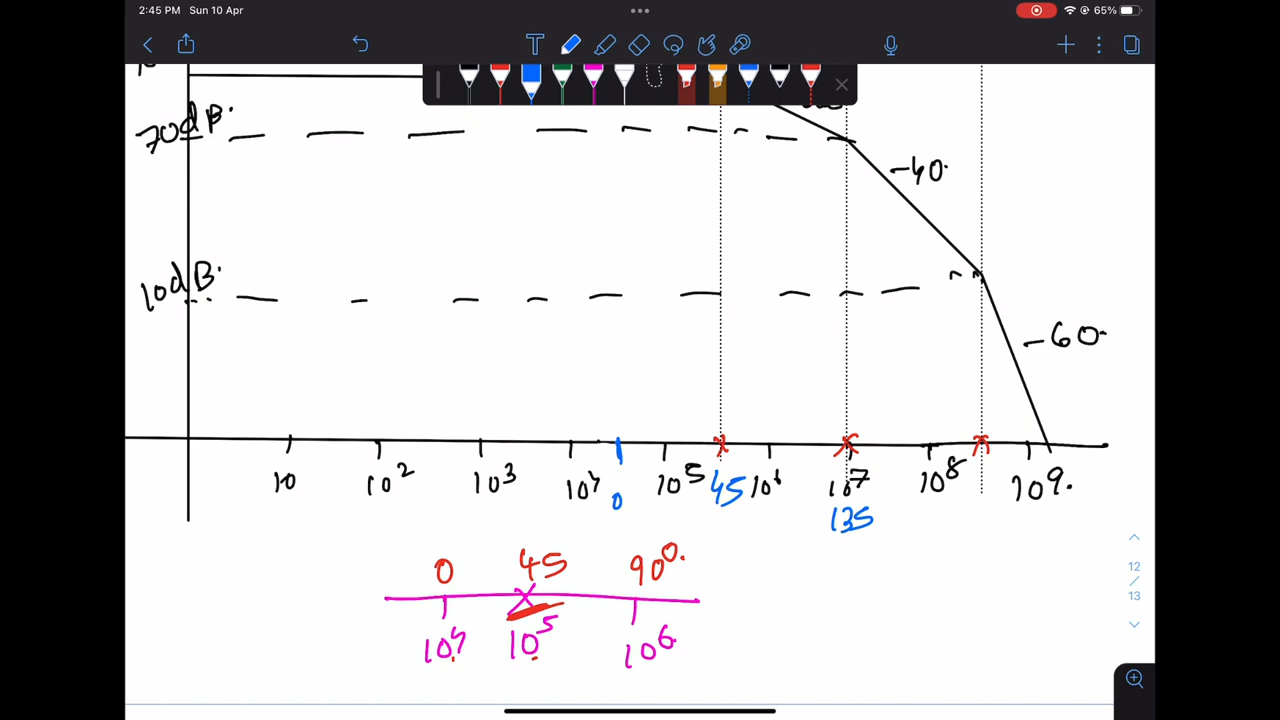 2:45 PM Sun 10 Apr
65%
T
70dB
-40
10dB
-60
10 10² 10³ 10⁴ 10⁵ 10⁶ 10⁷ 10⁸ 10⁹
0 45 135
0 45 90⁰
10⁴ 10⁵ 10⁶
12
/
13